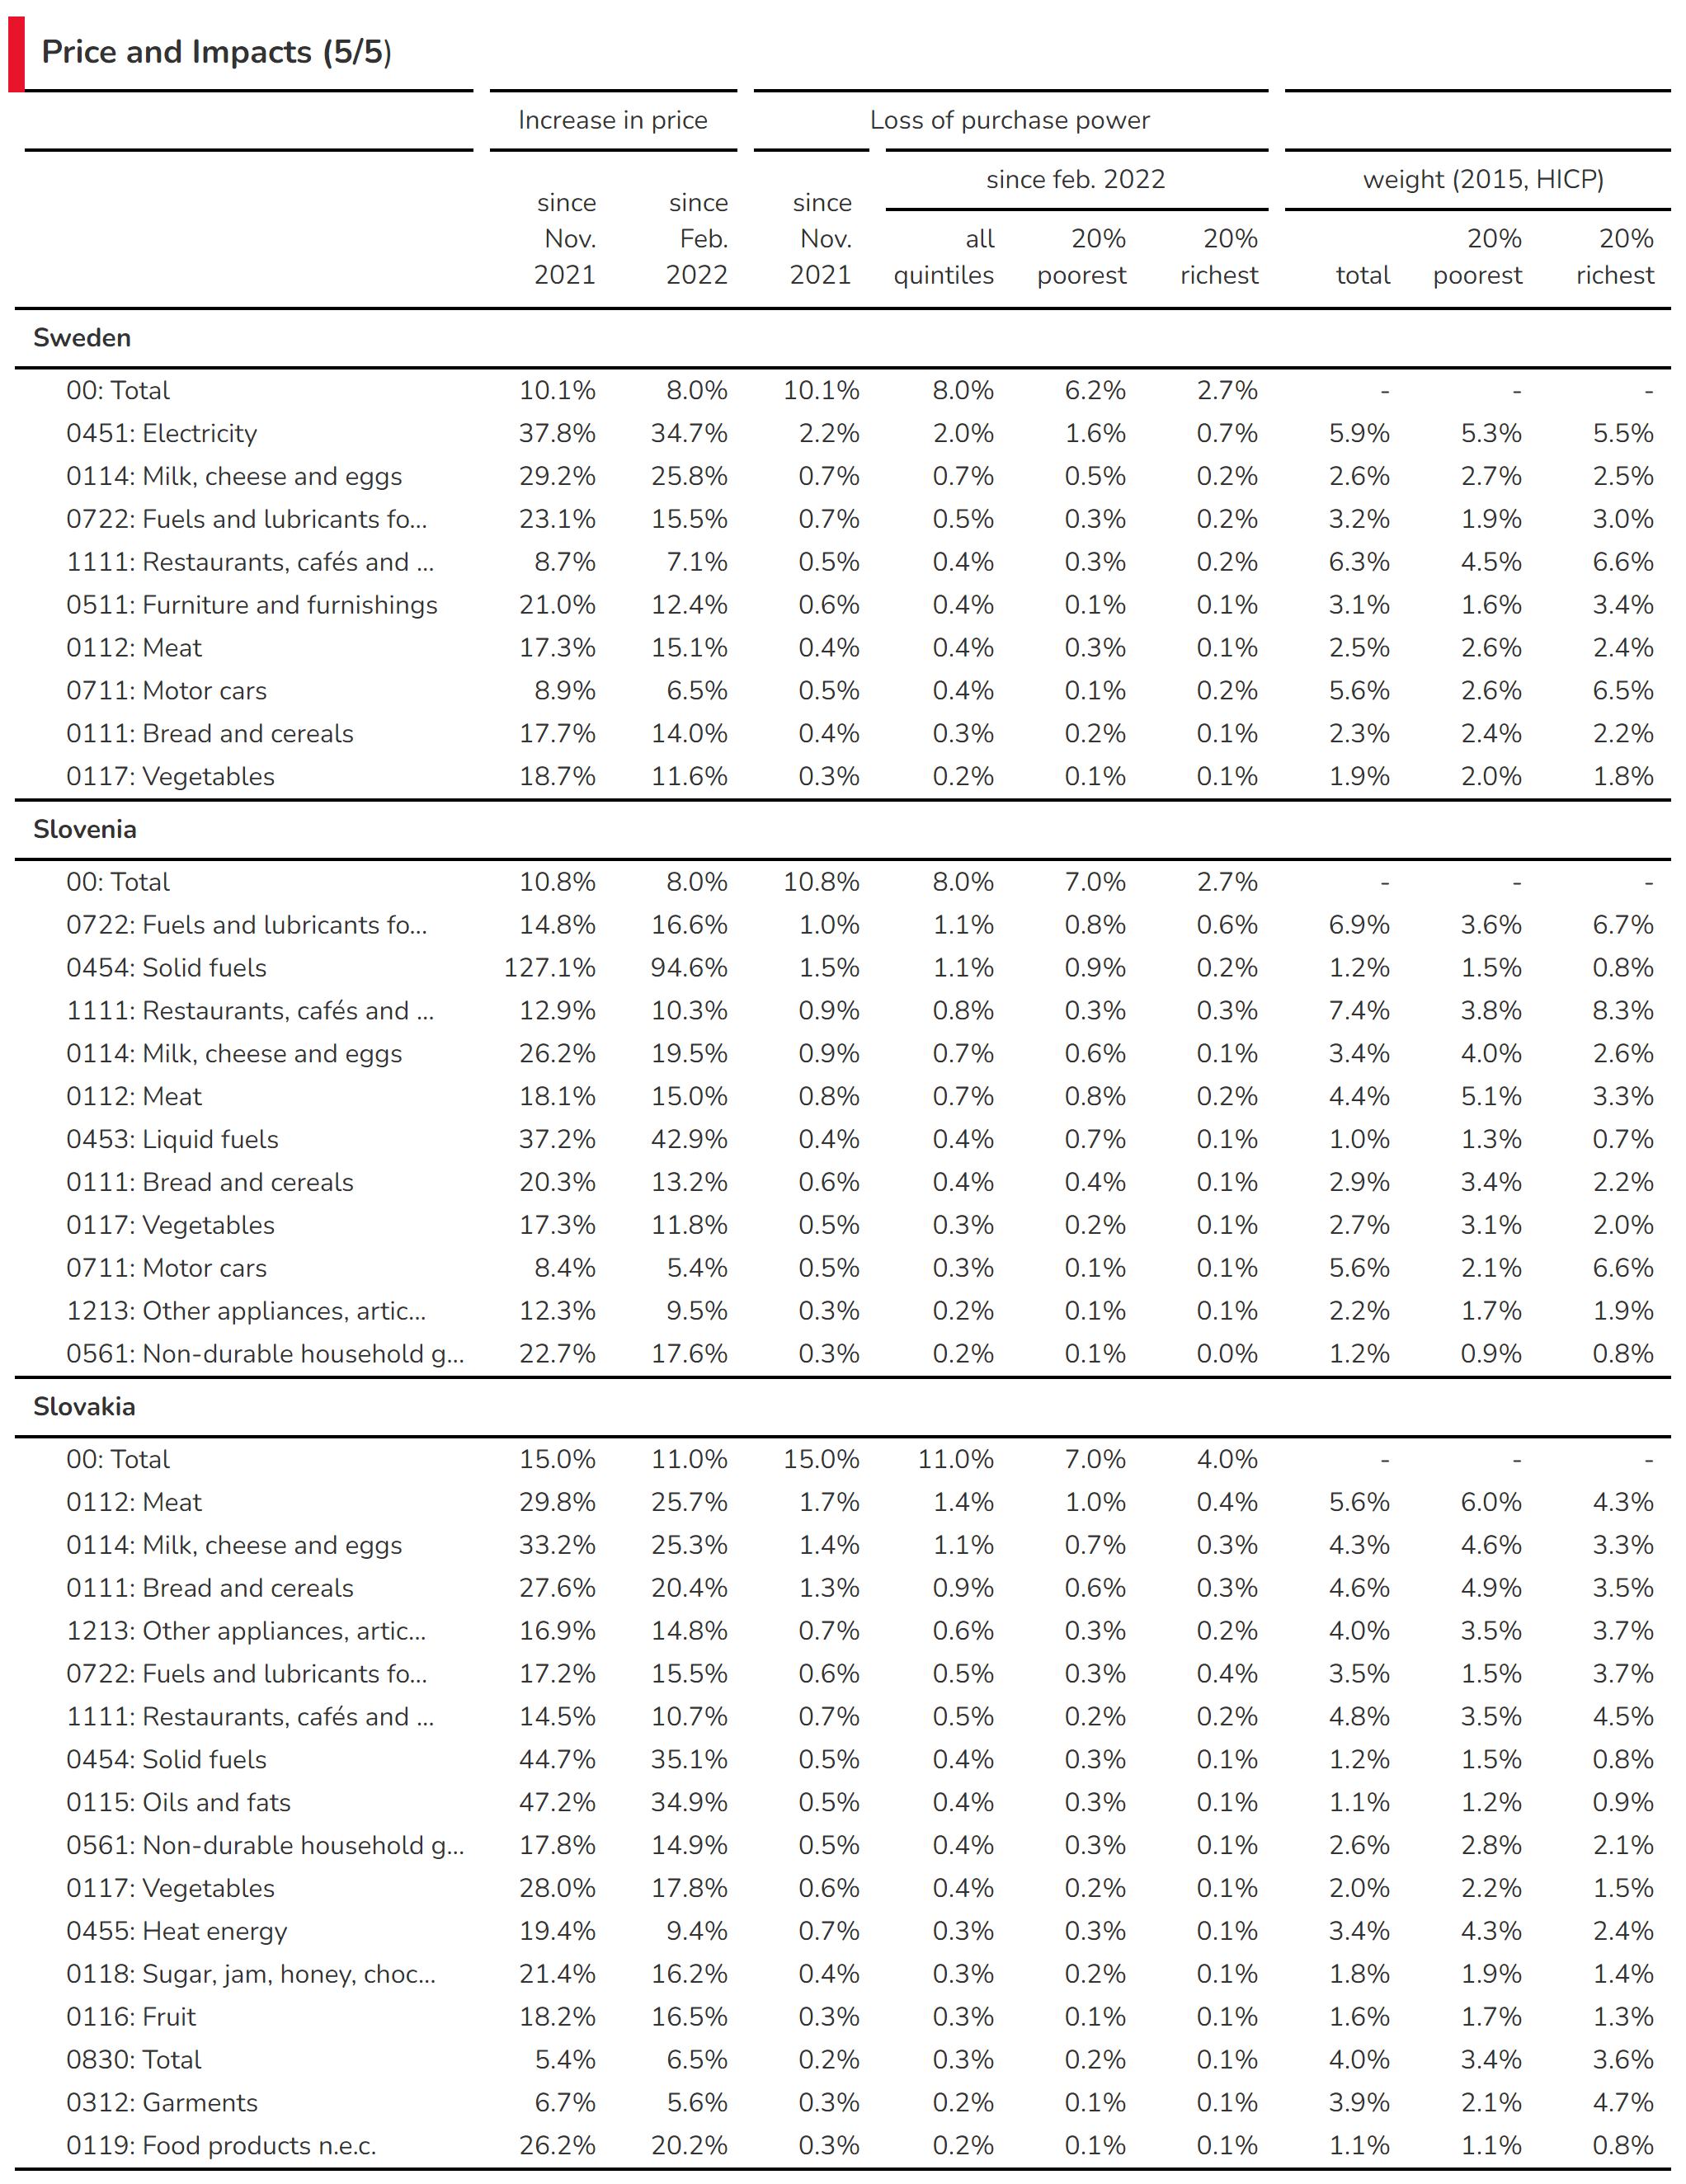 Price and Impacts (5/5)
Increase in price Loss of purchase power
since feb. 2022 weight (2015, HICP)
since since since
Nov. Feb. Nov. all 20% 20% 20% 20%
2021 2022 2021 quintiles poorest richest total poorest richest
Sweden
00: Total 10.1% 8.0% 10.1% 8.0% 6.2% 2.7% - - -
0451: Electricity 37.8% 34.7% 2.2% 2.0% 1.6% 0.7% 5.9% 5.3% 5.5%
0114: Milk, cheese and eggs 29.2% 25.8% 0.7% 0.7% 0.5% 0.2% 2.6% 2.7% 2.5%
0722: Fuels and lubricants fo... 23.1% 15.5% 0.7% 0.5% 0.3% 0.2% 3.2% 1.9% 3.0%
1111: Restaurants, cafés and ... 8.7% 7.1% 0.5% 0.4% 0.3% 0.2% 6.3% 4.5% 6.6%
0511: Furniture and furnishings 21.0% 12.4% 0.6% 0.4% 0.1% 0.1% 3.1% 1.6% 3.4%
0112: Meat 17.3% 15.1% 0.4% 0.4% 0.3% 0.1% 2.5% 2.6% 2.4%
0711: Motor cars 8.9% 6.5% 0.5% 0.4% 0.1% 0.2% 5.6% 2.6% 6.5%
0111: Bread and cereals 17.7% 14.0% 0.4% 0.3% 0.2% 0.1% 2.3% 2.4% 2.2%
0117: Vegetables 18.7% 11.6% 0.3% 0.2% 0.1% 0.1% 1.9% 2.0% 1.8%
Slovenia
00: Total 10.8% 8.0% 10.8% 8.0% 7.0% 2.7% - - -
0722: Fuels and lubricants fo... 14.8% 16.6% 1.0% 1.1% 0.8% 0.6% 6.9% 3.6% 6.7%
0454: Solid fuels 127.1% 94.6% 1.5% 1.1% 0.9% 0.2% 1.2% 1.5% 0.8%
1111: Restaurants, cafés and ... 12.9% 10.3% 0.9% 0.8% 0.3% 0.3% 7.4% 3.8% 8.3%
0114: Milk, cheese and eggs 26.2% 19.5% 0.9% 0.7% 0.6% 0.1% 3.4% 4.0% 2.6%
0112: Meat 18.1% 15.0% 0.8% 0.7% 0.8% 0.2% 4.4% 5.1% 3.3%
0453: Liquid fuels 37.2% 42.9% 0.4% 0.4% 0.7% 0.1% 1.0% 1.3% 0.7%
0111: Bread and cereals 20.3% 13.2% 0.6% 0.4% 0.4% 0.1% 2.9% 3.4% 2.2%
0117: Vegetables 17.3% 11.8% 0.5% 0.3% 0.2% 0.1% 2.7% 3.1% 2.0%
0711: Motor cars 8.4% 5.4% 0.5% 0.3% 0.1% 0.1% 5.6% 2.1% 6.6%
1213: Other appliances, artic... 12.3% 9.5% 0.3% 0.2% 0.1% 0.1% 2.2% 1.7% 1.9%
0561: Non-durable household g... 22.7% 17.6% 0.3% 0.2% 0.1% 0.0% 1.2% 0.9% 0.8%
Slovakia
00: Total 15.0% 11.0% 15.0% 11.0% 7.0% 4.0% - - -
0112: Meat 29.8% 25.7% 1.7% 1.4% 1.0% 0.4% 5.6% 6.0% 4.3%
0114: Milk, cheese and eggs 33.2% 25.3% 1.4% 1.1% 0.7% 0.3% 4.3% 4.6% 3.3%
0111: Bread and cereals 27.6% 20.4% 1.3% 0.9% 0.6% 0.3% 4.6% 4.9% 3.5%
1213: Other appliances, artic... 16.9% 14.8% 0.7% 0.6% 0.3% 0.2% 4.0% 3.5% 3.7%
0722: Fuels and lubricants fo... 17.2% 15.5% 0.6% 0.5% 0.3% 0.4% 3.5% 1.5% 3.7%
1111: Restaurants, cafés and ... 14.5% 10.7% 0.7% 0.5% 0.2% 0.2% 4.8% 3.5% 4.5%
0454: Solid fuels 44.7% 35.1% 0.5% 0.4% 0.3% 0.1% 1.2% 1.5% 0.8%
0115: Oils and fats 47.2% 34.9% 0.5% 0.4% 0.3% 0.1% 1.1% 1.2% 0.9%
0561: Non-durable household g... 17.8% 14.9% 0.5% 0.4% 0.3% 0.1% 2.6% 2.8% 2.1%
0117: Vegetables 28.0% 17.8% 0.6% 0.4% 0.2% 0.1% 2.0% 2.2% 1.5%
0455: Heat energy 19.4% 9.4% 0.7% 0.3% 0.3% 0.1% 3.4% 4.3% 2.4%
0118: Sugar, jam, honey, choc... 21.4% 16.2% 0.4% 0.3% 0.2% 0.1% 1.8% 1.9% 1.4%
0116: Fruit 18.2% 16.5% 0.3% 0.3% 0.1% 0.1% 1.6% 1.7% 1.3%
0830: Total 5.4% 6.5% 0.2% 0.3% 0.2% 0.1% 4.0% 3.4% 3.6%
0312: Garments 6.7% 5.6% 0.3% 0.2% 0.1% 0.1% 3.9% 2.1% 4.7%
0119: Food products n.e.c. 26.2% 20.2% 0.3% 0.2% 0.1% 0.1% 1.1% 1.1% 0.8%